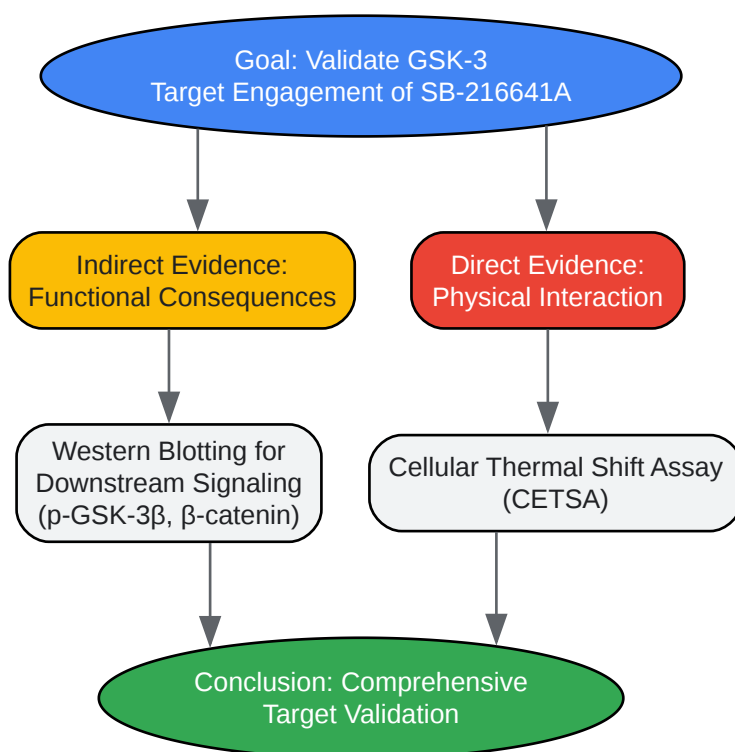 Goal: Validate GSK-3
Target Engagement of SB-216641A
Indirect Evidence:
Functional Consequences
Direct Evidence:
Physical Interaction
Western Blotting for
Downstream Signaling
(p-GSK-3β, β-catenin)
Cellular Thermal Shift Assay
(CETSA)
Conclusion: Comprehensive
Target Validation